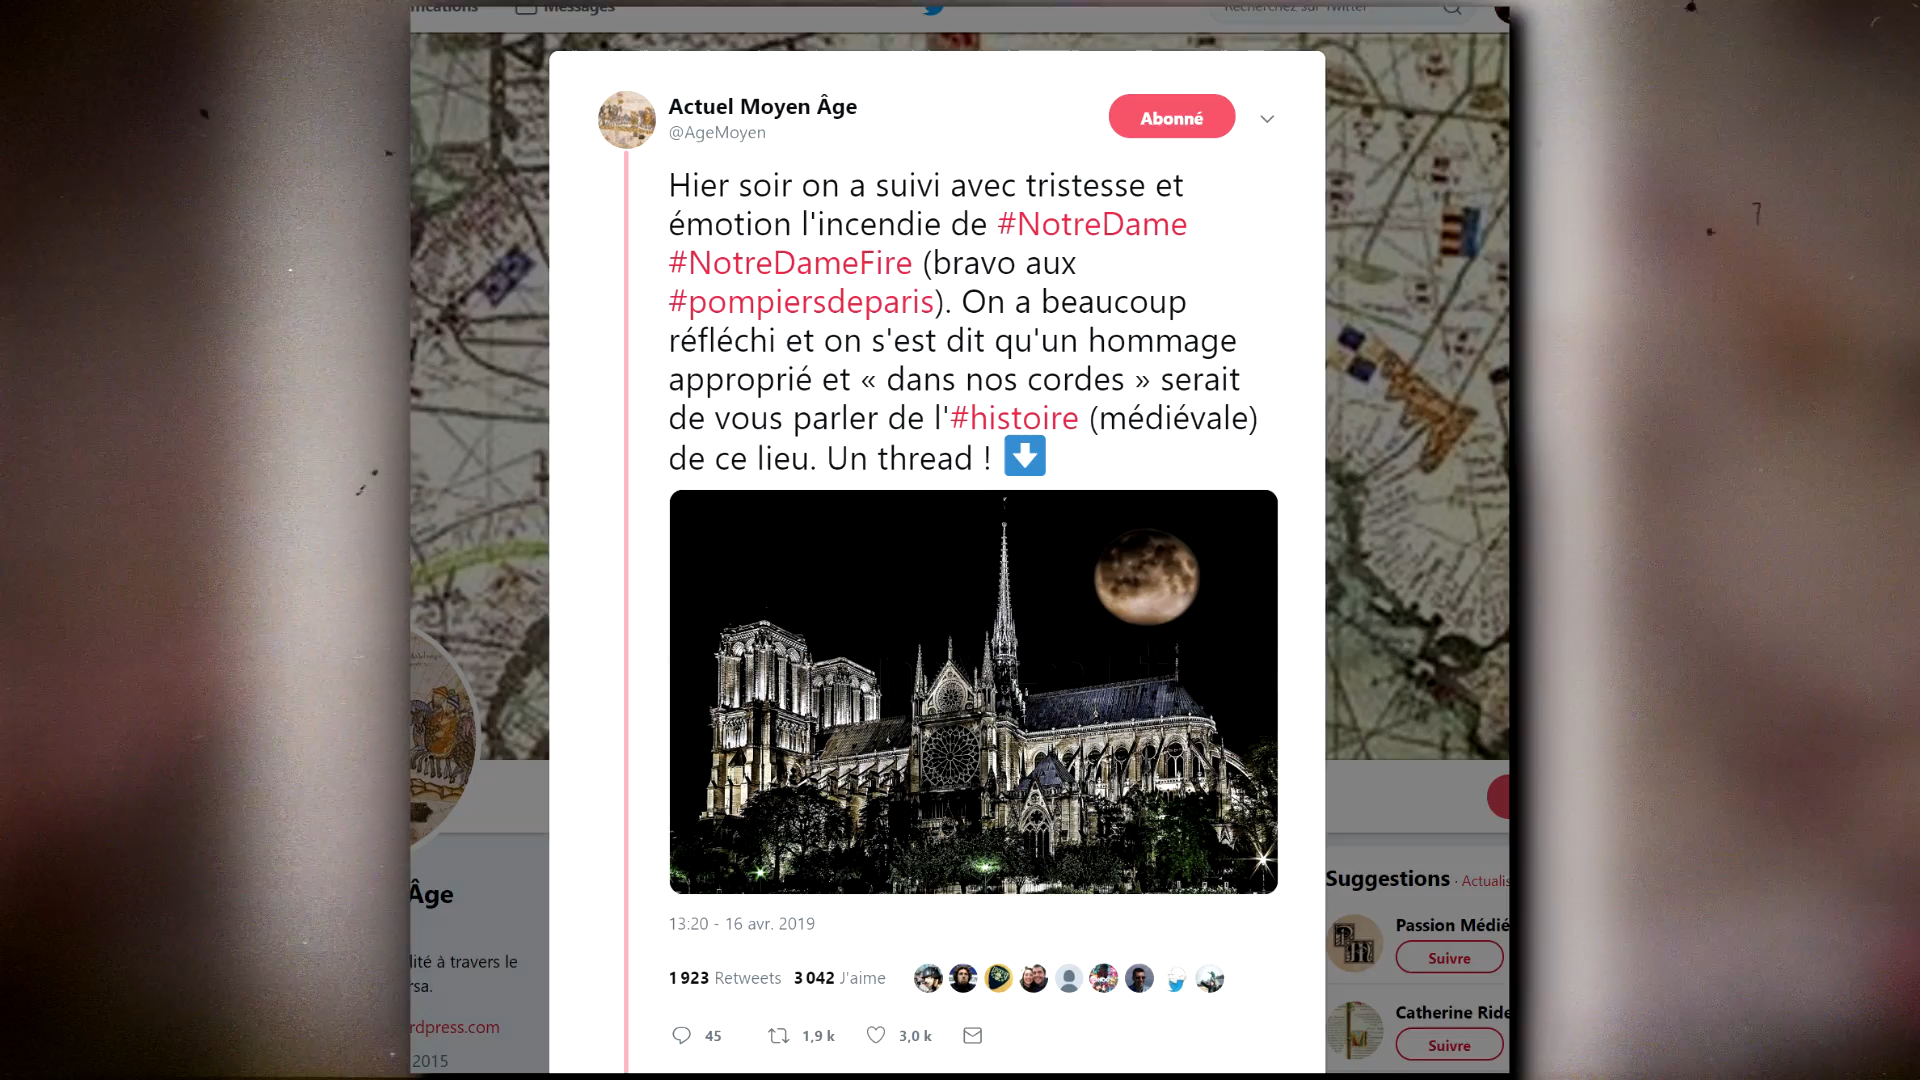 Messages
Recherchez sur Twitter
Actuel Moyen Âge
@AgeMoyen
Abonné
Hier soir on a suivi avec tristesse et
émotion l'incendie de #NotreDame
#NotreDameFire (bravo aux
#pompiersdeparis). On a beaucoup
réfléchi et on s'est dit qu'un hommage
approprié et « dans nos cordes » serait
de vous parler de l'#histoire (médiévale)
de ce lieu. Un thread !
13:20 - 16 avr. 2019
1 923 Retweets 3 042 J'aime
45 1,9 k 3,0 k
Âge
lité à travers le
rsa.
rdpress.com
2015
Suggestions · Actualis
Passion Médié
Suivre
Catherine Ride
Suivre